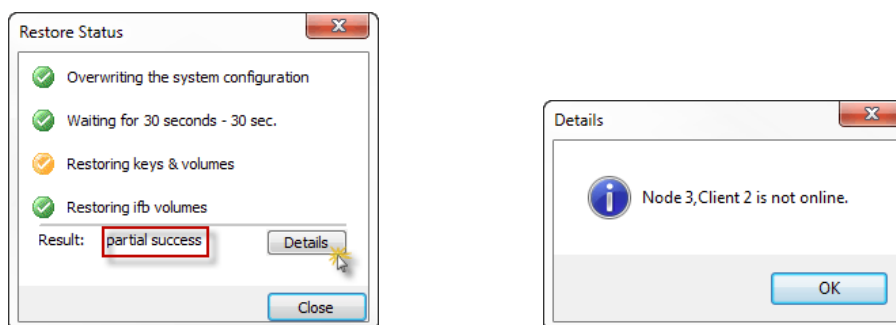 Restore Status
Overwriting the system configuration
Waiting for 30 seconds - 30 sec.
Restoring keys & volumes
Restoring ifb volumes
Result: partial success Details
Close
Details
Node 3,Client 2 is not online.
OK